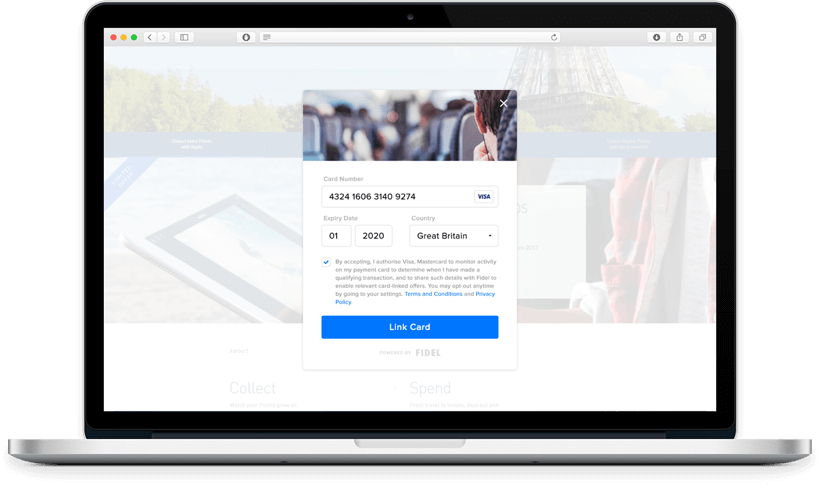 Card Number
4324 1606 3140 9274
VISA
Expiry Date
Country
01
2020
Great Britain
By accepting, I authorise Visa, Mastercard to monitor activity
on my payment card to determine when I have made a
qualifying transaction, and to share such details with Fidel to
enable relevant card-linked offers. You may opt-out anytime
by going to your settings. Terms and Conditions and Privacy
Policy.
Link Card
POWERED BY FIDEL
ABOUT
Collect
Spend